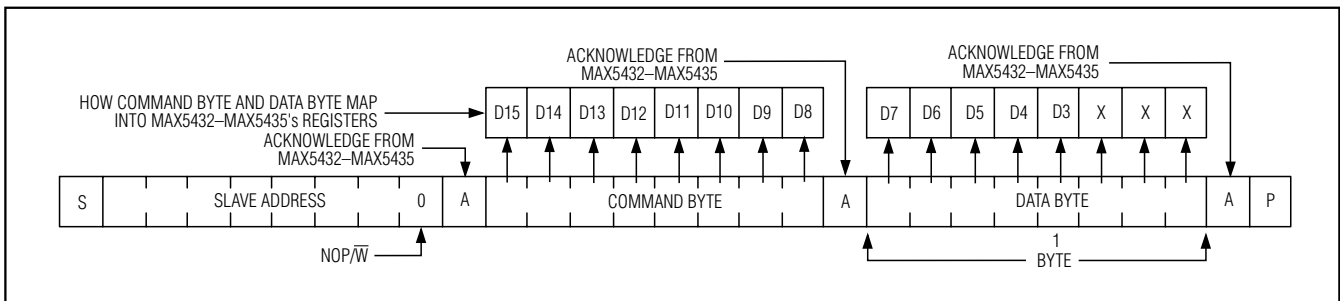 ACKNOWLEDGE FROM
MAX5432–MAX5435
ACKNOWLEDGE FROM
MAX5432–MAX5435
HOW COMMAND BYTE AND DATA BYTE MAP
INTO MAX5432–MAX5435's REGISTERS
D15 D14 D13 D12 D11 D10 D9 D8
D7 D6 D5 D4 D3 X X X
ACKNOWLEDGE FROM
MAX5432–MAX5435
S SLAVE ADDRESS 0 A COMMAND BYTE A DATA BYTE A P
NOP/W̅
1
BYTE